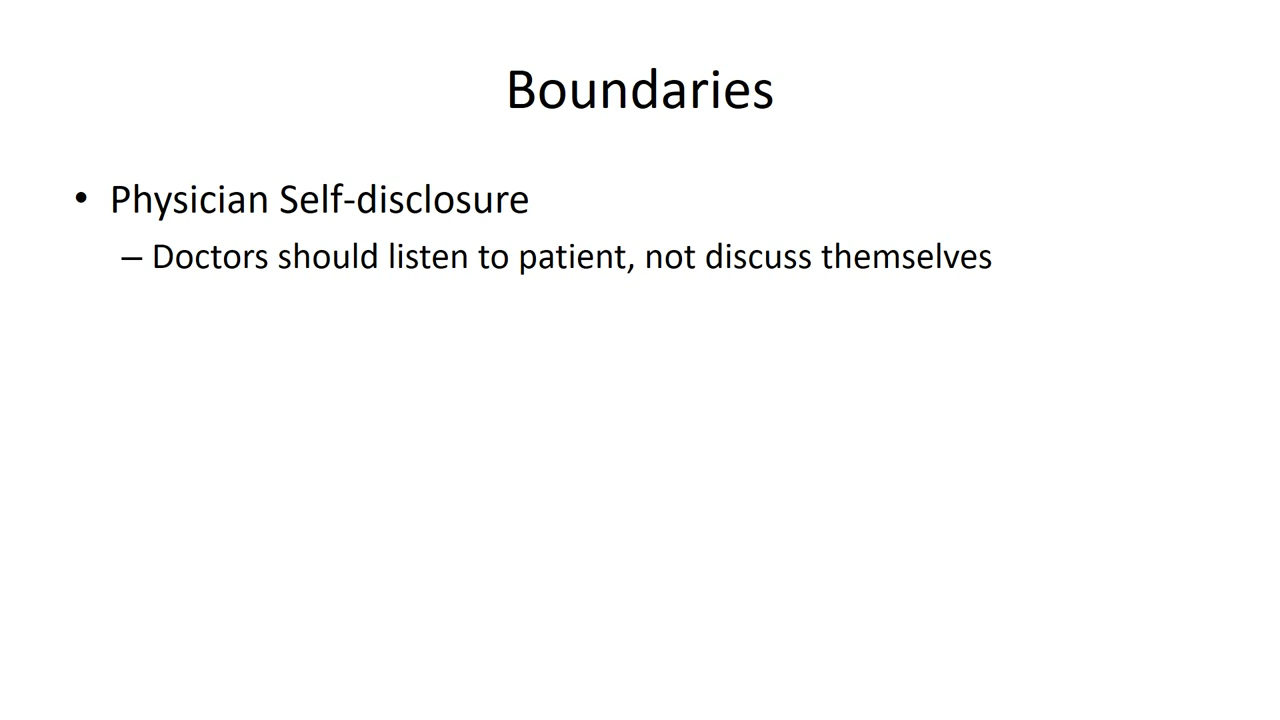 Boundaries
• Physician Self-disclosure
– Doctors should listen to patient, not discuss themselves